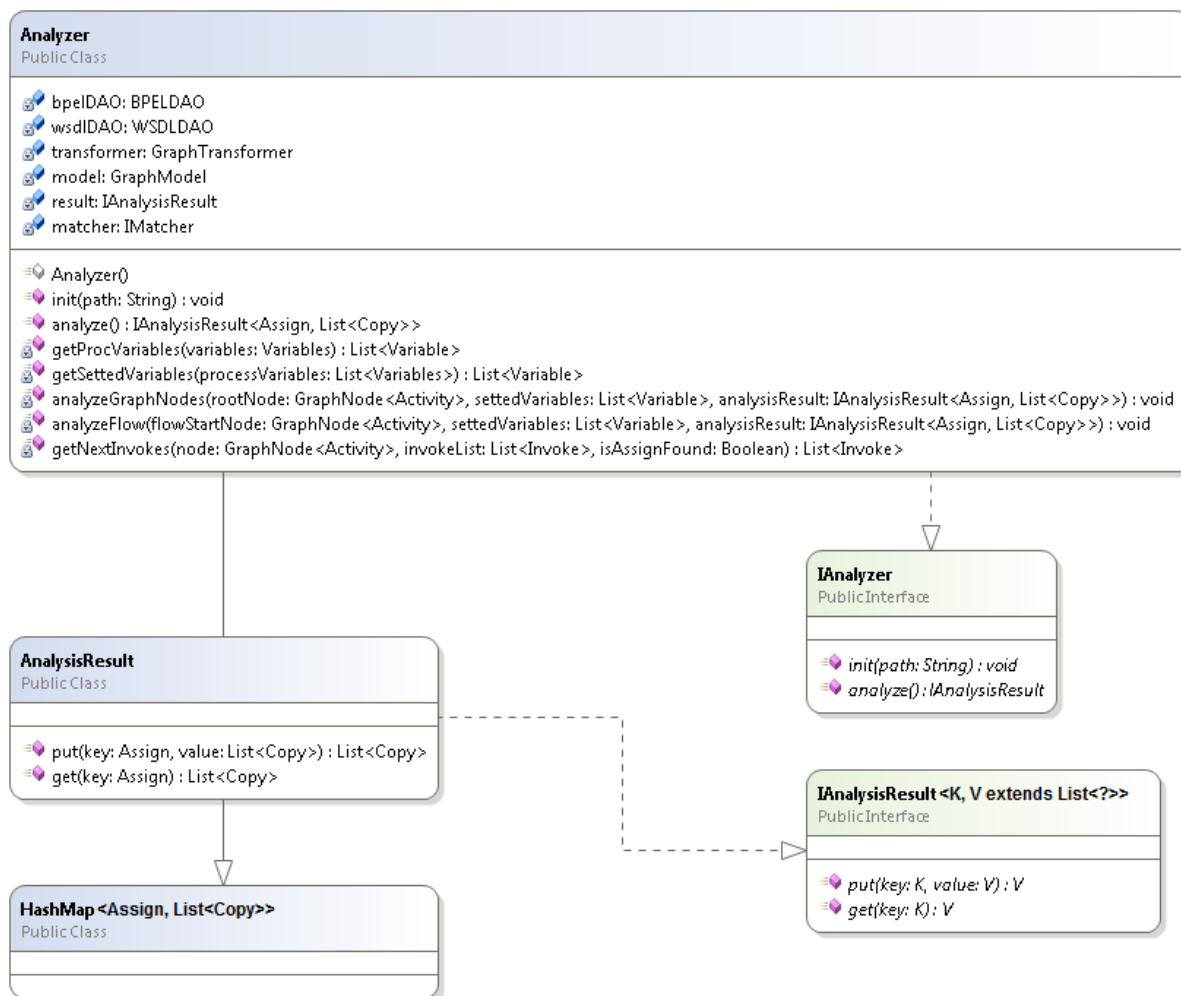 Analyzer
Public Class
bpelDAO: BPELDAO
wsdlDAO: WSDLDAO
transformer: GraphTransformer
model: GraphModel
result: IAnalysisResult
matcher: IMatcher
Analyzer()
init(path: String) : void
analyze() : IAnalysisResult<Assign, List<Copy>>
getProcVariables(variables: Variables) : List<Variable>
getSettedVariables(processVariables: List<Variables>) : List<Variable>
analyzeGraphNodes(rootNode: GraphNode<Activity>, settedVariables: List<Variable>, analysisResult: IAnalysisResult<Assign, List<Copy>>) : void
analyzeFlow(flowStartNode: GraphNode<Activity>, settedVariables: List<Variable>, analysisResult: IAnalysisResult<Assign, List<Copy>>) : void
getNextInvokes(node: GraphNode<Activity>, invokeList: List<Invoke>, isAssignFound: Boolean) : List<Invoke>
IAnalyzer
Public Interface
init(path: String) : void
analyze() : IAnalysisResult
AnalysisResult
Public Class
put(key: Assign, value: List<Copy>) : List<Copy>
get(key: Assign) : List<Copy>
IAnalysisResult <K, V extends List<?>>
Public Interface
put(key: K, value: V) : V
get(key: K) : V
HashMap <Assign, List<Copy>>
Public Class